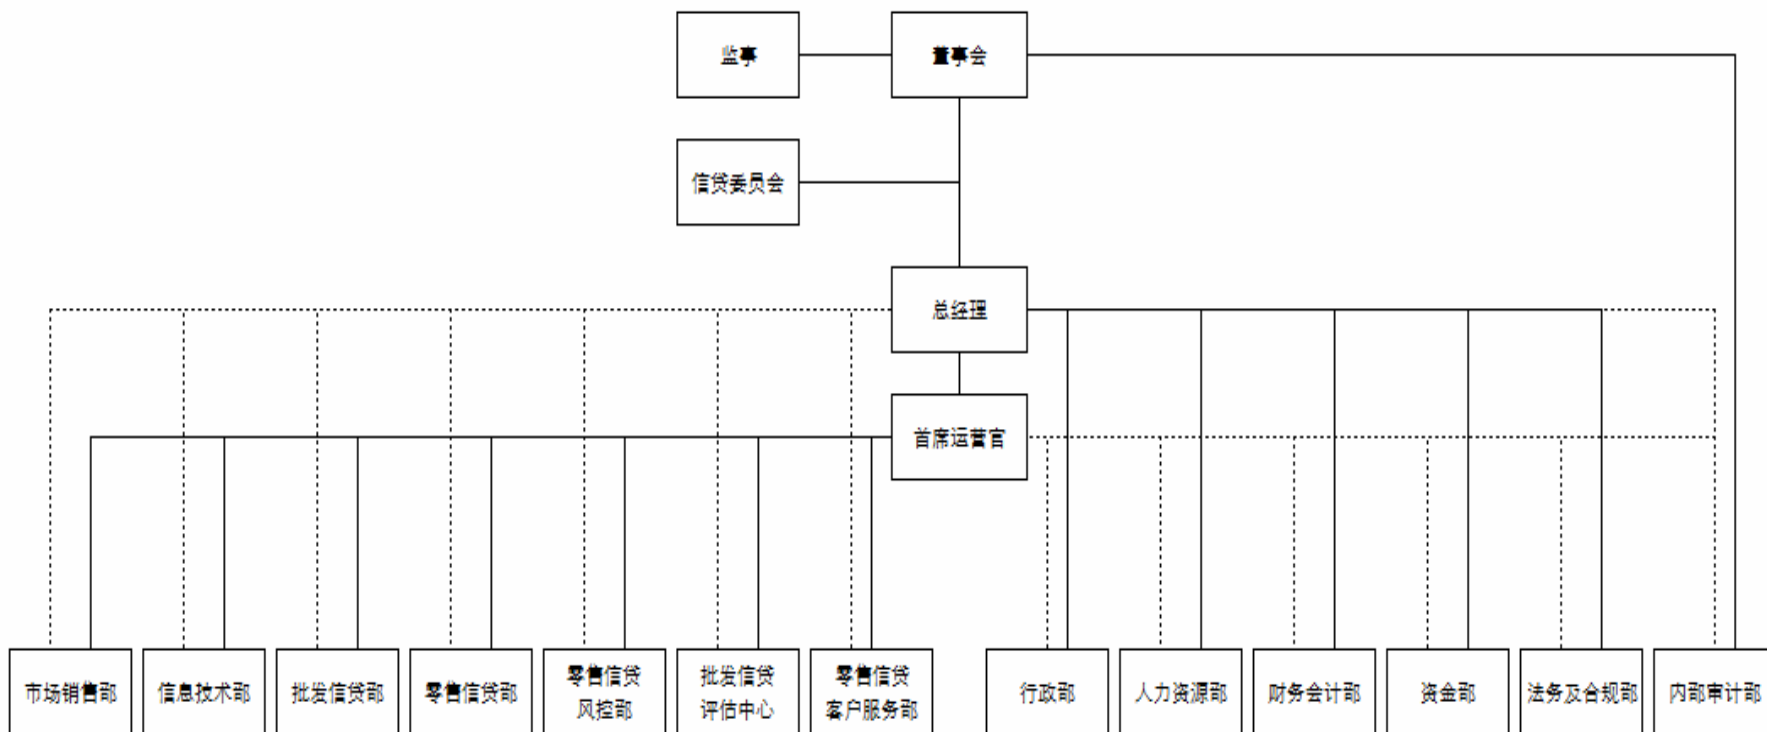 监事
董事会
信贷委员会
总经理
首席运营官
市场销售部
信息技术部
批发信贷部
零售信贷部
零售信贷
风控部
批发信贷
评估中心
零售信贷
客户服务部
行政部
人力资源部
财务会计部
资金部
法务及合规部
内部审计部